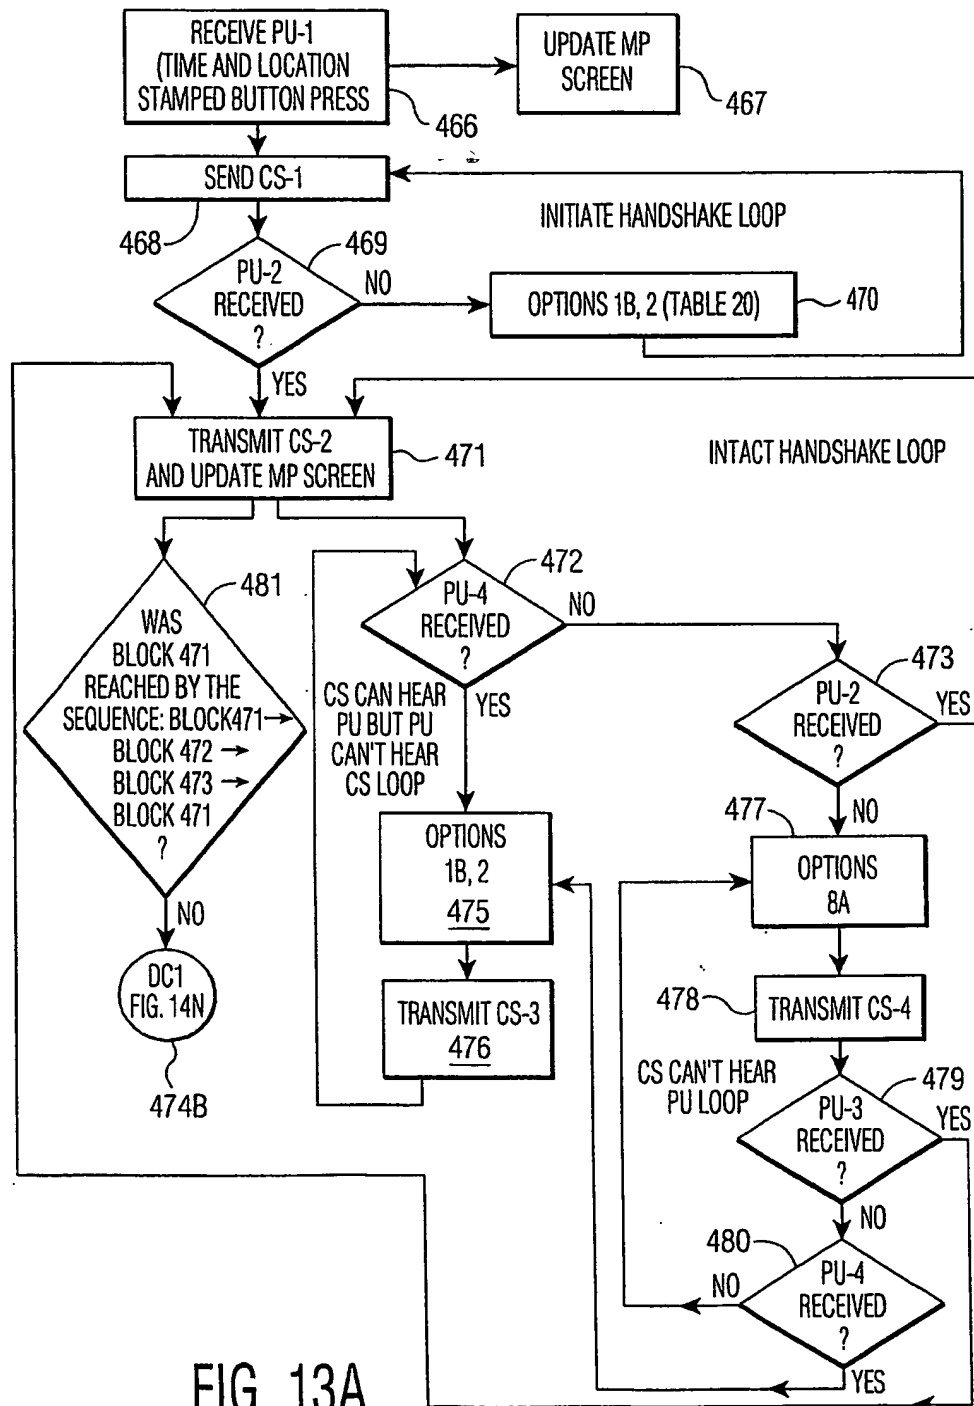 RECEIVE PU-1
(TIME AND LOCATION
STAMPED BUTTON PRESS
466
UPDATE MP
SCREEN
467
SEND CS-1
468
INITIATE HANDSHAKE LOOP
469
PU-2
RECEIVED
?
NO
OPTIONS 1B, 2 (TABLE 20)
470
YES
TRANSMIT CS-2
AND UPDATE MP SCREEN
471
INTACT HANDSHAKE LOOP
481
WAS
BLOCK 471
REACHED BY THE
SEQUENCE: BLOCK471→
BLOCK 472 →
BLOCK 473 →
BLOCK 471
?
NO
DC1
FIG. 14N
474B
472
PU-4
RECEIVED
?
NO
YES
CS CAN HEAR
PU BUT PU
CAN'T HEAR
CS LOOP
473
PU-2
RECEIVED
?
YES
NO
OPTIONS
1B, 2
475
TRANSMIT CS-3
476
477
OPTIONS
8A
478
TRANSMIT CS-4
CS CAN'T HEAR
PU LOOP
479
PU-3
RECEIVED
?
YES
NO
480
PU-4
RECEIVED
?
NO
YES
FIG. 13A